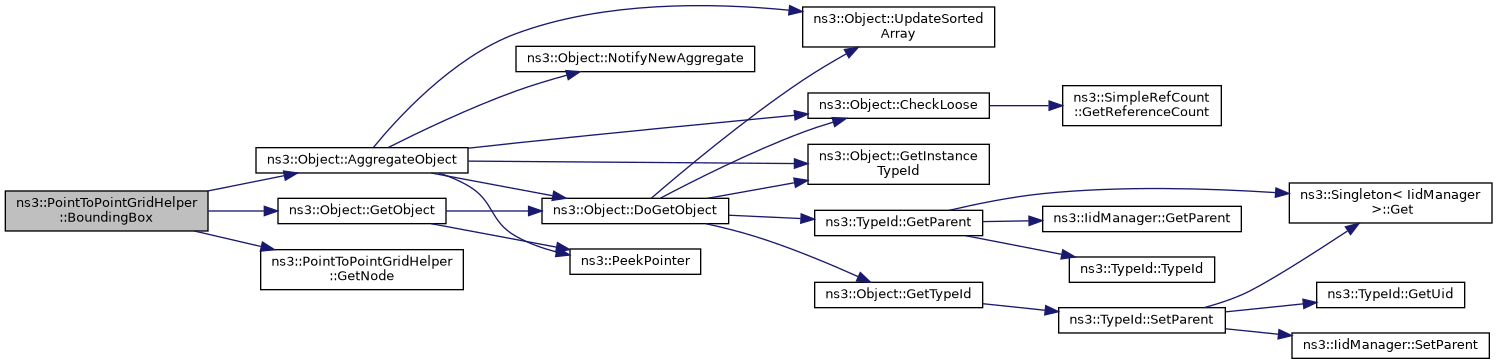 ns3::PointToPointGridHelper
::BoundingBox
ns3::Object::AggregateObject
ns3::Object::GetObject
ns3::PointToPointGridHelper
::GetNode
ns3::Object::NotifyNewAggregate
ns3::Object::DoGetObject
ns3::PeekPointer
ns3::Object::UpdateSorted
Array
ns3::Object::CheckLoose
ns3::Object::GetInstance
TypeId
ns3::TypeId::GetParent
ns3::Object::GetTypeId
ns3::SimpleRefCount
::GetReferenceCount
ns3::IidManager::GetParent
ns3::TypeId::TypeId
ns3::TypeId::SetParent
ns3::Singleton< IidManager
>::Get
ns3::TypeId::GetUid
ns3::IidManager::SetParent